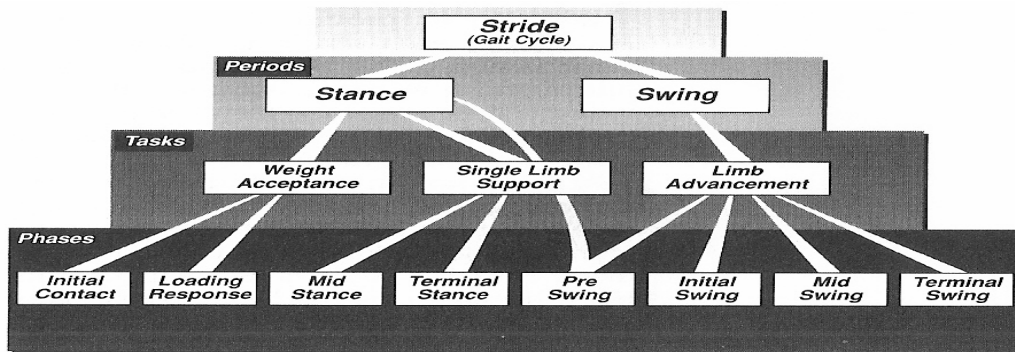 Stride
(Gait Cycle)
Periods
Stance
Swing
Tasks
Weight
Acceptance
Single Limb
Support
Limb
Advancement
Phases
Initial
Contact
Loading
Response
Mid
Stance
Terminal
Stance
Pre
Swing
Initial
Swing
Mid
Swing
Terminal
Swing